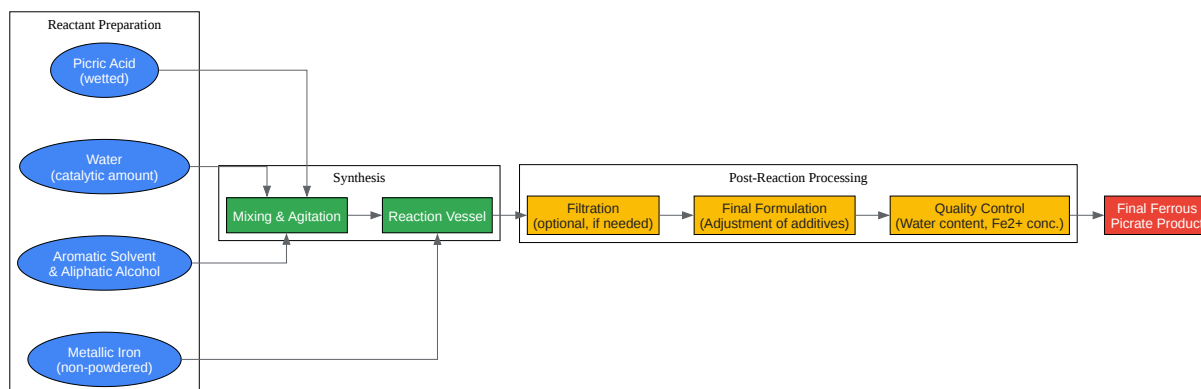 Reactant Preparation
Picric Acid
(wetted)
Water
(catalytic amount)
Aromatic Solvent
& Aliphatic Alcohol
Metallic Iron
(non-powdered)
Synthesis
Mixing & Agitation
Reaction Vessel
Post-Reaction Processing
Filtration
(optional, if needed)
Final Formulation
(Adjustment of additives)
Quality Control
(Water content, Fe2+ conc.)
Final Ferrous
Picrate Product